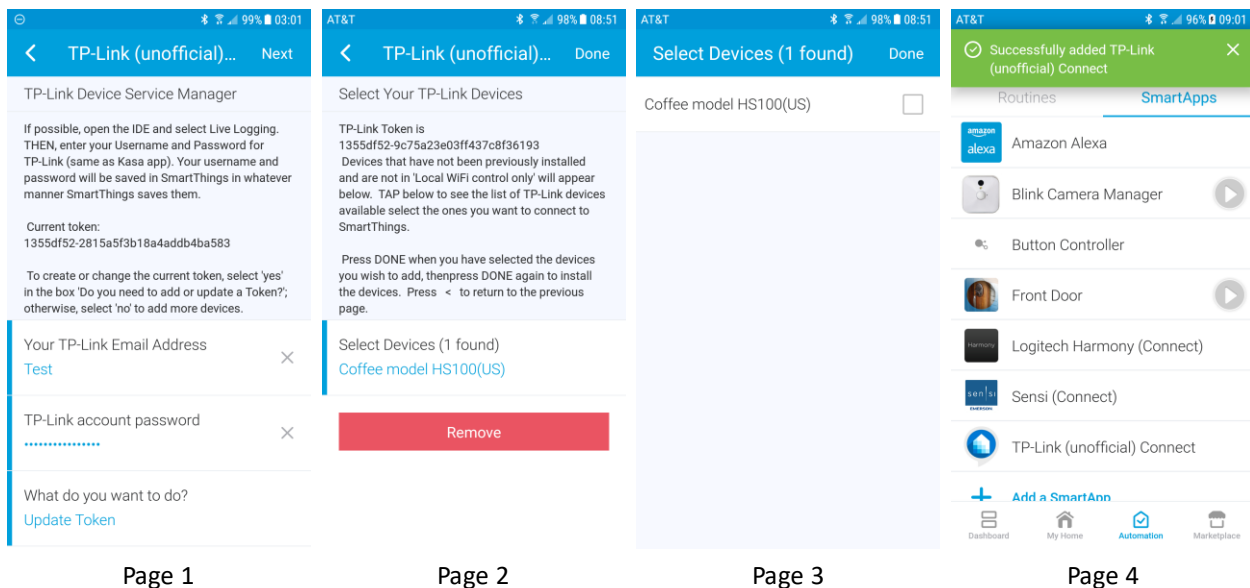 99% 03:01
TP-Link (unofficial)... Next
TP-Link Device Service Manager
If possible, open the IDE and select Live Logging.
THEN, enter your Username and Password for
TP-Link (same as Kasa app). Your username and
password will be saved in SmartThings in whatever
manner SmartThings saves them.
Current token:
1355df52-2815a5f3b18a4addb4ba583
To create or change the current token, select 'yes'
in the box 'Do you need to add or update a Token?';
otherwise, select 'no' to add more devices.
Your TP-Link Email Address
Test
TP-Link account password
What do you want to do?
Update Token
Page 1
AT&T 98% 08:51
TP-Link (unofficial)... Done
Select Your TP-Link Devices
TP-Link Token is
1355df52-9c75a23e03ff437c8f36193
Devices that have not been previously installed
and are not in 'Local WiFi control only' will appear
below. TAP below to see the list of TP-Link devices
available select the ones you want to connect to
SmartThings.
Press DONE when you have selected the devices
you wish to add, thenpress DONE again to install
the devices. Press < to return to the previous
page.
Select Devices (1 found)
Coffee model HS100(US)
Remove
Page 2
AT&T 98% 08:51
Select Devices (1 found) Done
Coffee model HS100(US)
Page 3
AT&T 96% 09:01
Successfully added TP-Link
(unofficial) Connect
Routines SmartApps
amazon
alexa
Amazon Alexa
Blink Camera Manager
Button Controller
Front Door
Harmony
Logitech Harmony (Connect)
sensi
EMERSON
Sensi (Connect)
TP-Link (unofficial) Connect
Add a SmartApp
Dashboard My Home Automation Marketplace
Page 4